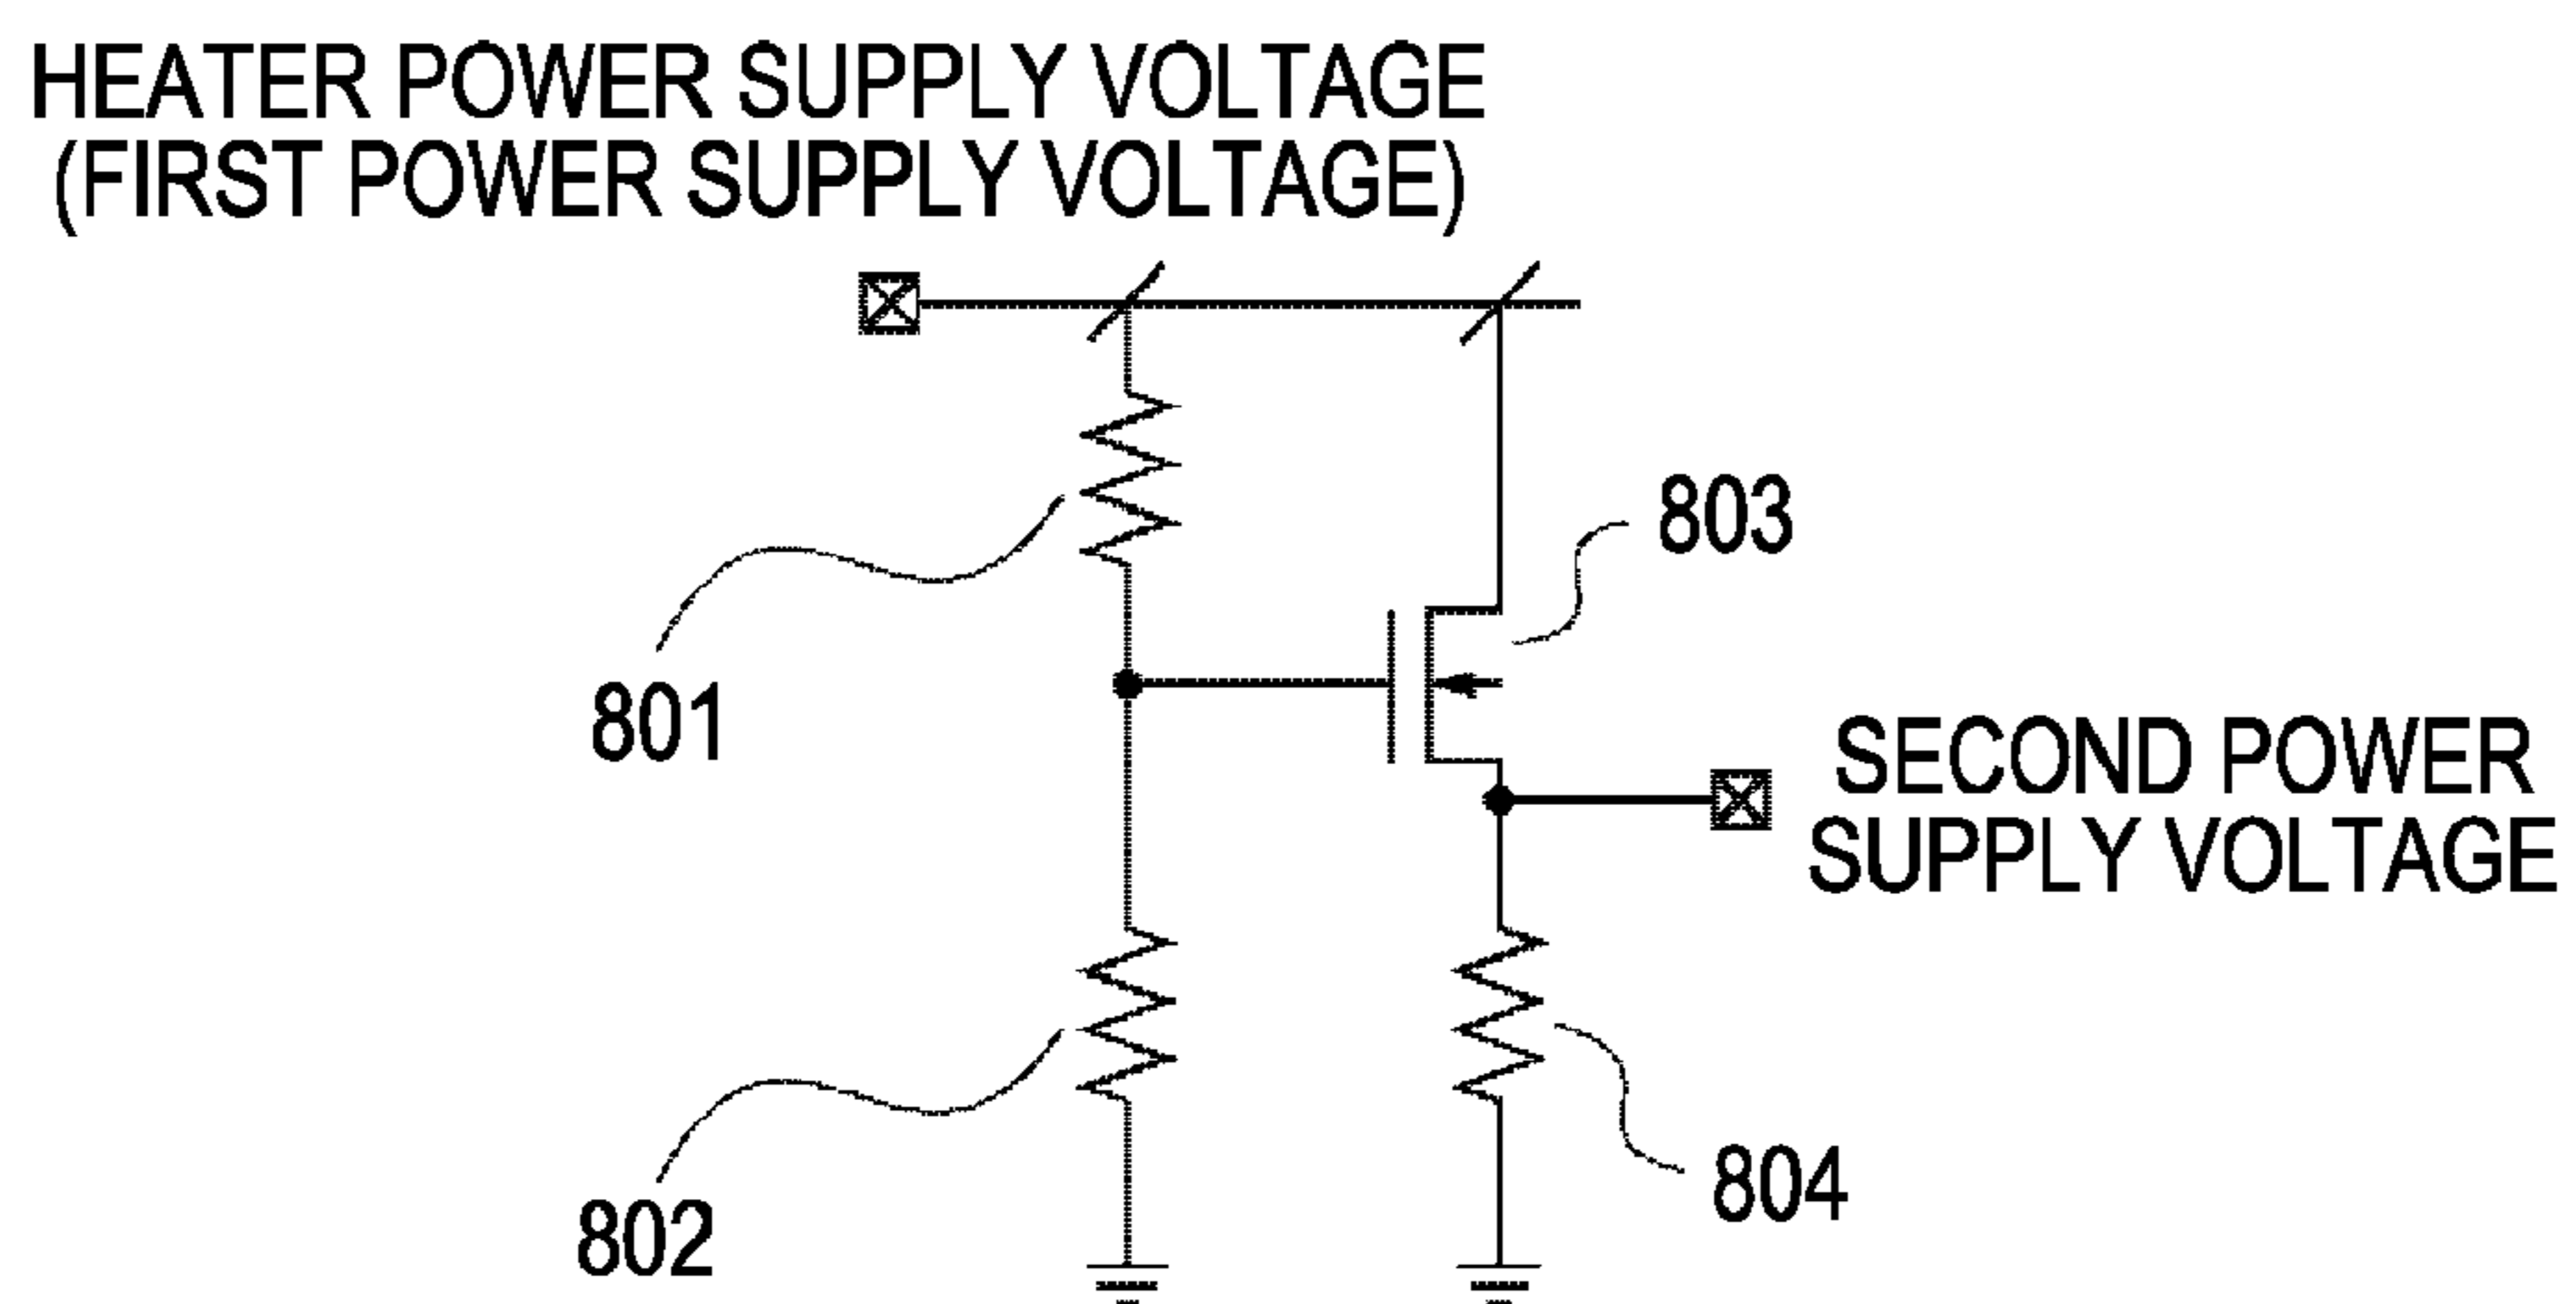 HEATER POWER SUPPLY VOLTAGE
(FIRST POWER SUPPLY VOLTAGE)
803
801
SECOND POWER
SUPPLY VOLTAGE
804
802